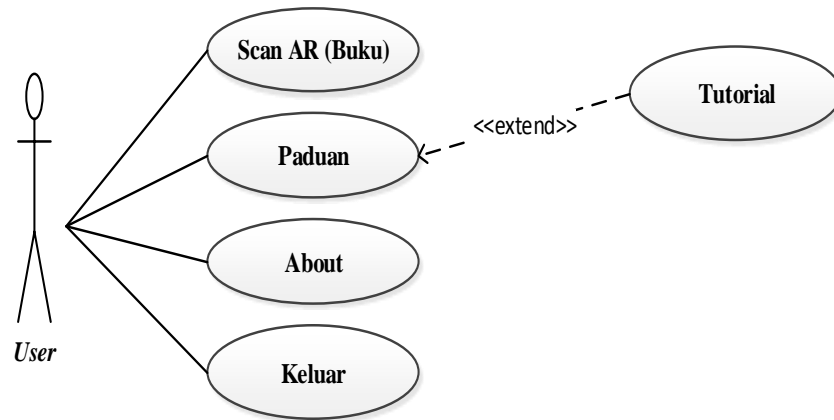 Scan AR (Buku)
Tutorial
<<extend>>
Paduan
About
Keluar
User